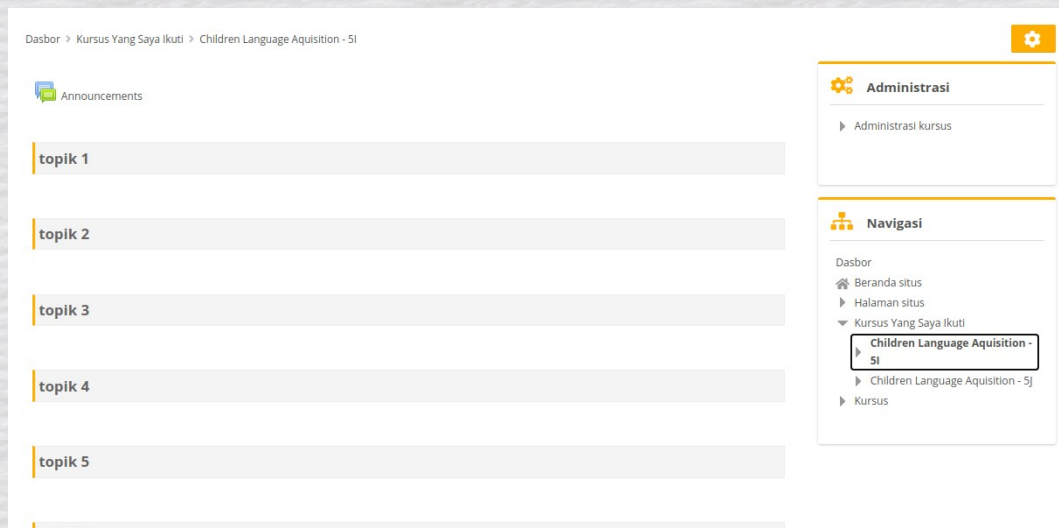 Dasbor > Kursus Yang Saya Ikuti > Children Language Aquisition - 5I
Announcements
topik 1
topik 2
topik 3
topik 4
topik 5
Administrasi
Administrasi kursus
Navigasi
Dasbor
Beranda situs
Halaman situs
Kursus Yang Saya Ikuti
Children Language Aquisition -
5I
Children Language Aquisition - 5J
Kursus